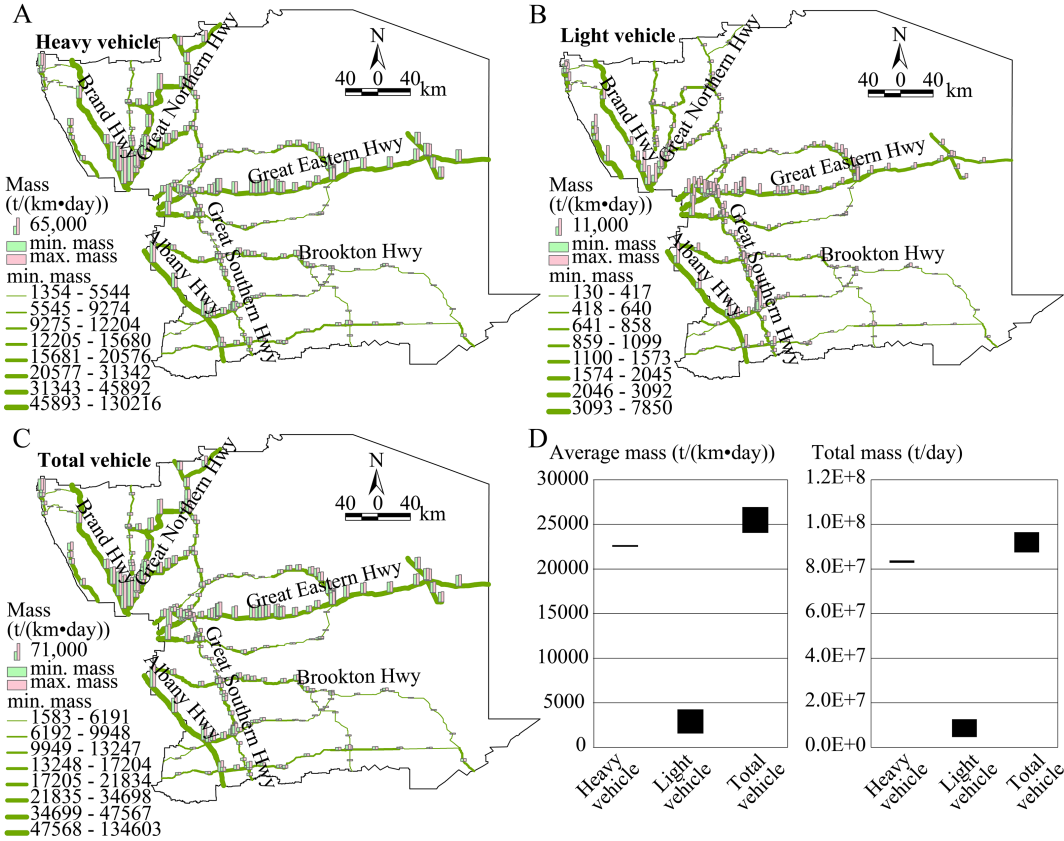 A
Heavy vehicle
N
40 0 40
km
Brand Hwy
Great Northern Hwy
Great Eastern Hwy
Great Southern Hwy
Albany Hwy
Brookton Hwy
Mass
(t/(km•day))
65,000
min. mass
max. mass
min. mass
1354 - 5544
5545 - 9274
9275 - 12204
12205 - 15680
15681 - 20576
20577 - 31342
31343 - 45892
45893 - 130216
B
Light vehicle
N
40 0 40
km
Brand Hwy
Great Northern Hwy
Great Eastern Hwy
Great Southern Hwy
Albany Hwy
Brookton Hwy
Mass
(t/(km•day))
11,000
min. mass
max. mass
min. mass
130 - 417
418 - 640
641 - 858
859 - 1099
1100 - 1573
1574 - 2045
2046 - 3092
3093 - 7850
C
Total vehicle
N
40 0 40
km
Brand Hwy
Great Northern Hwy
Great Eastern Hwy
Great Southern Hwy
Albany Hwy
Brookton Hwy
Mass
(t/(km•day))
71,000
min. mass
max. mass
min. mass
1583 - 6191
6192 - 9948
9949 - 13247
13248 - 17204
17205 - 21834
21835 - 34698
34699 - 47567
47568 - 134603
D
Average mass (t/(km•day))
30000
25000
20000
15000
10000
5000
0
Heavy
vehicle
Light
vehicle
Total
vehicle
Total mass (t/day)
1.2E+8
1.0E+8
8.0E+7
6.0E+7
4.0E+7
2.0E+7
0.0E+0
Heavy
vehicle
Light
vehicle
Total
vehicle